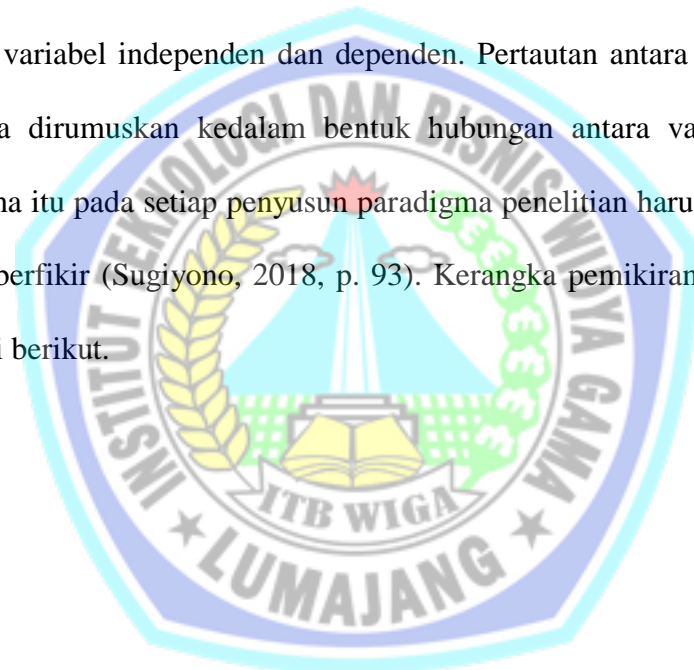 variabel independen dan dependen. Pertautan antara
a dirumuskan kedalam bentuk hubungan antara va
na itu pada setiap penyusun paradigma penelitian haru
berfikir (Sugiyono, 2018, p. 93). Kerangka pemikiran
i berikut.
INSTITUT TEKNOLOGI DAN BISNIS WIDYA GAMA
ITB WIGA
LUMAJANG